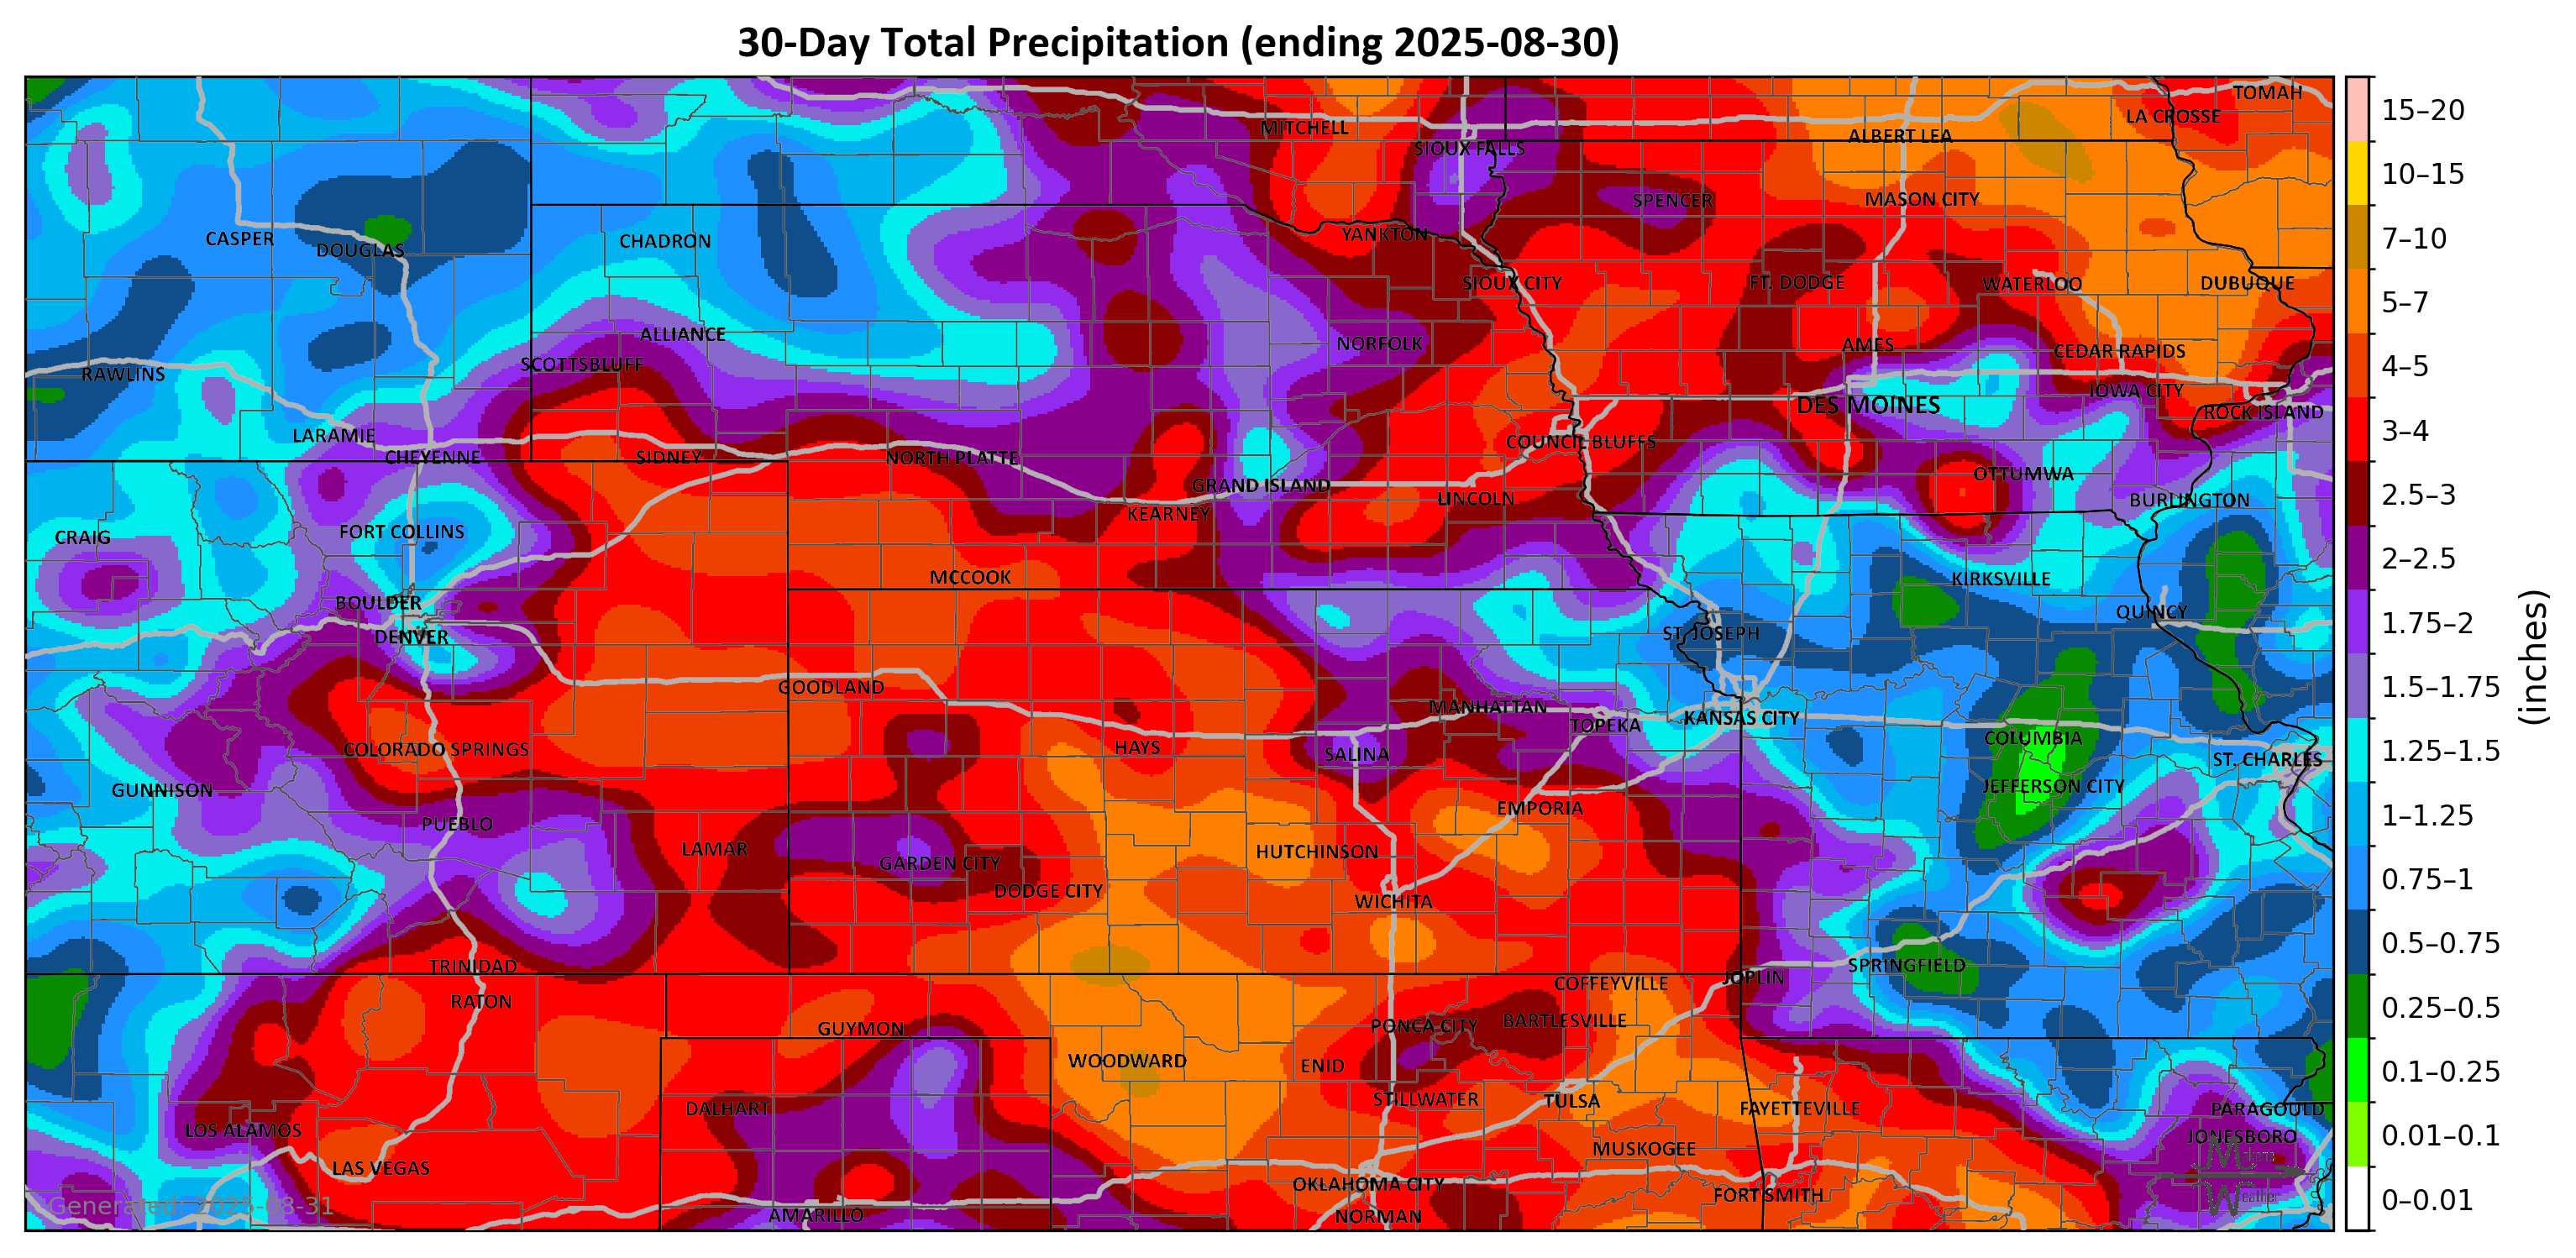 30-Day Total Precipitation (ending 2025-08-30)
TOMAH
LA CROSSE
MITCHELL
ALBERT LEA
SIOUX FALLS
SPENCER
MASON CITY
YANKTON
CASPER
DOUGLAS
CHADRON
SIOUX CITY
FT. DODGE
WATERLOO
DUBUQUE
ALLIANCE
NORFOLK
AMES
CEDAR RAPIDS
SCOTTSBLUFF
RAWLINS
IOWA CITY
DES MOINES
ROCK ISLAND
LARAMIE
COUNCIL BLUFFS
CHEYENNE
SIDNEY
NORTH PLATTE
OTTUMWA
GRAND ISLAND
LINCOLN
BURLINGTON
KEARNEY
FORT COLLINS
CRAIG
MCCOOK
KIRKSVILLE
BOULDER
QUINCY
DENVER
ST. JOSEPH
GOODLAND
MANHATTAN
TOPEKA
KANSAS CITY
COLUMBIA
COLORADO SPRINGS
HAYS
SALINA
ST. CHARLES
GUNNISON
JEFFERSON CITY
EMPORIA
PUEBLO
LAMAR
HUTCHINSON
GARDEN CITY
DODGE CITY
WICHITA
TRINIDAD
SPRINGFIELD
JOPLIN
COFFEYVILLE
RATON
BARTLESVILLE
PONCA CITY
GUYMON
WOODWARD
ENID
STILLWATER
TULSA
DALHART
FAYETTEVILLE
PARAGOULD
LOS ALAMOS
JONESBORO
MUSKOGEE
LAS VEGAS
OKLAHOMA CITY
FORT SMITH
AMARILLO
NORMAN
Generated: 2025-08-31
Weather
15–20
10–15
7–10
5–7
4–5
3–4
2.5–3
2–2.5
1.75–2
1.5–1.75
1.25–1.5
1–1.25
0.75–1
0.5–0.75
0.25–0.5
0.1–0.25
0.01–0.1
0–0.01
(inches)